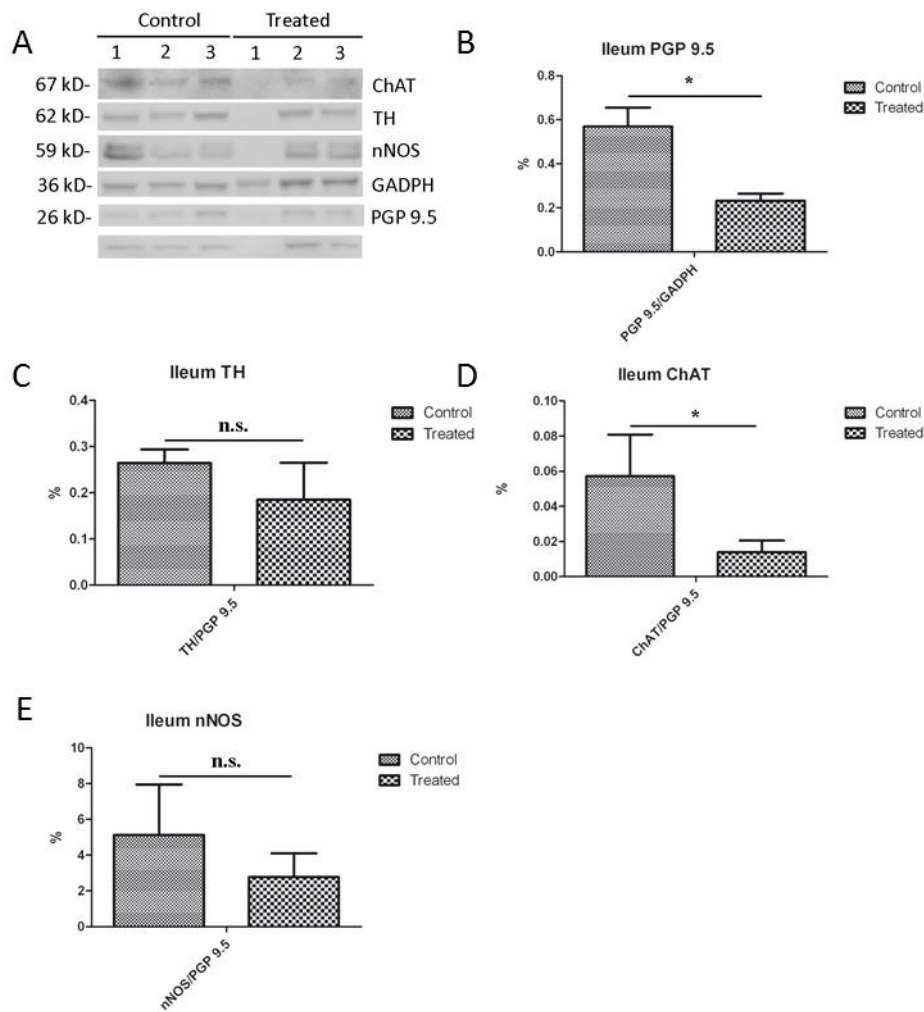 A
Control Treated
1 2 3 1 2 3
67 kD- ChAT
62 kD- TH
59 kD- nNOS
36 kD- GADPH
26 kD- PGP 9.5
B
Ileum PGP 9.5
0.8
0.6
0.4
0.2
0.0
%
*
Control
Treated
PGP 9.5/GADPH
C
Ileum TH
0.4
0.3
0.2
0.1
0.0
%
n.s.
Control
Treated
TH/PGP 9.5
D
Ileum ChAT
0.10
0.08
0.06
0.04
0.02
0.00
%
*
Control
Treated
ChAT/PGP 9.5
E
Ileum nNOS
10
8
6
4
2
0
%
n.s.
Control
Treated
nNOS/PGP 9.5